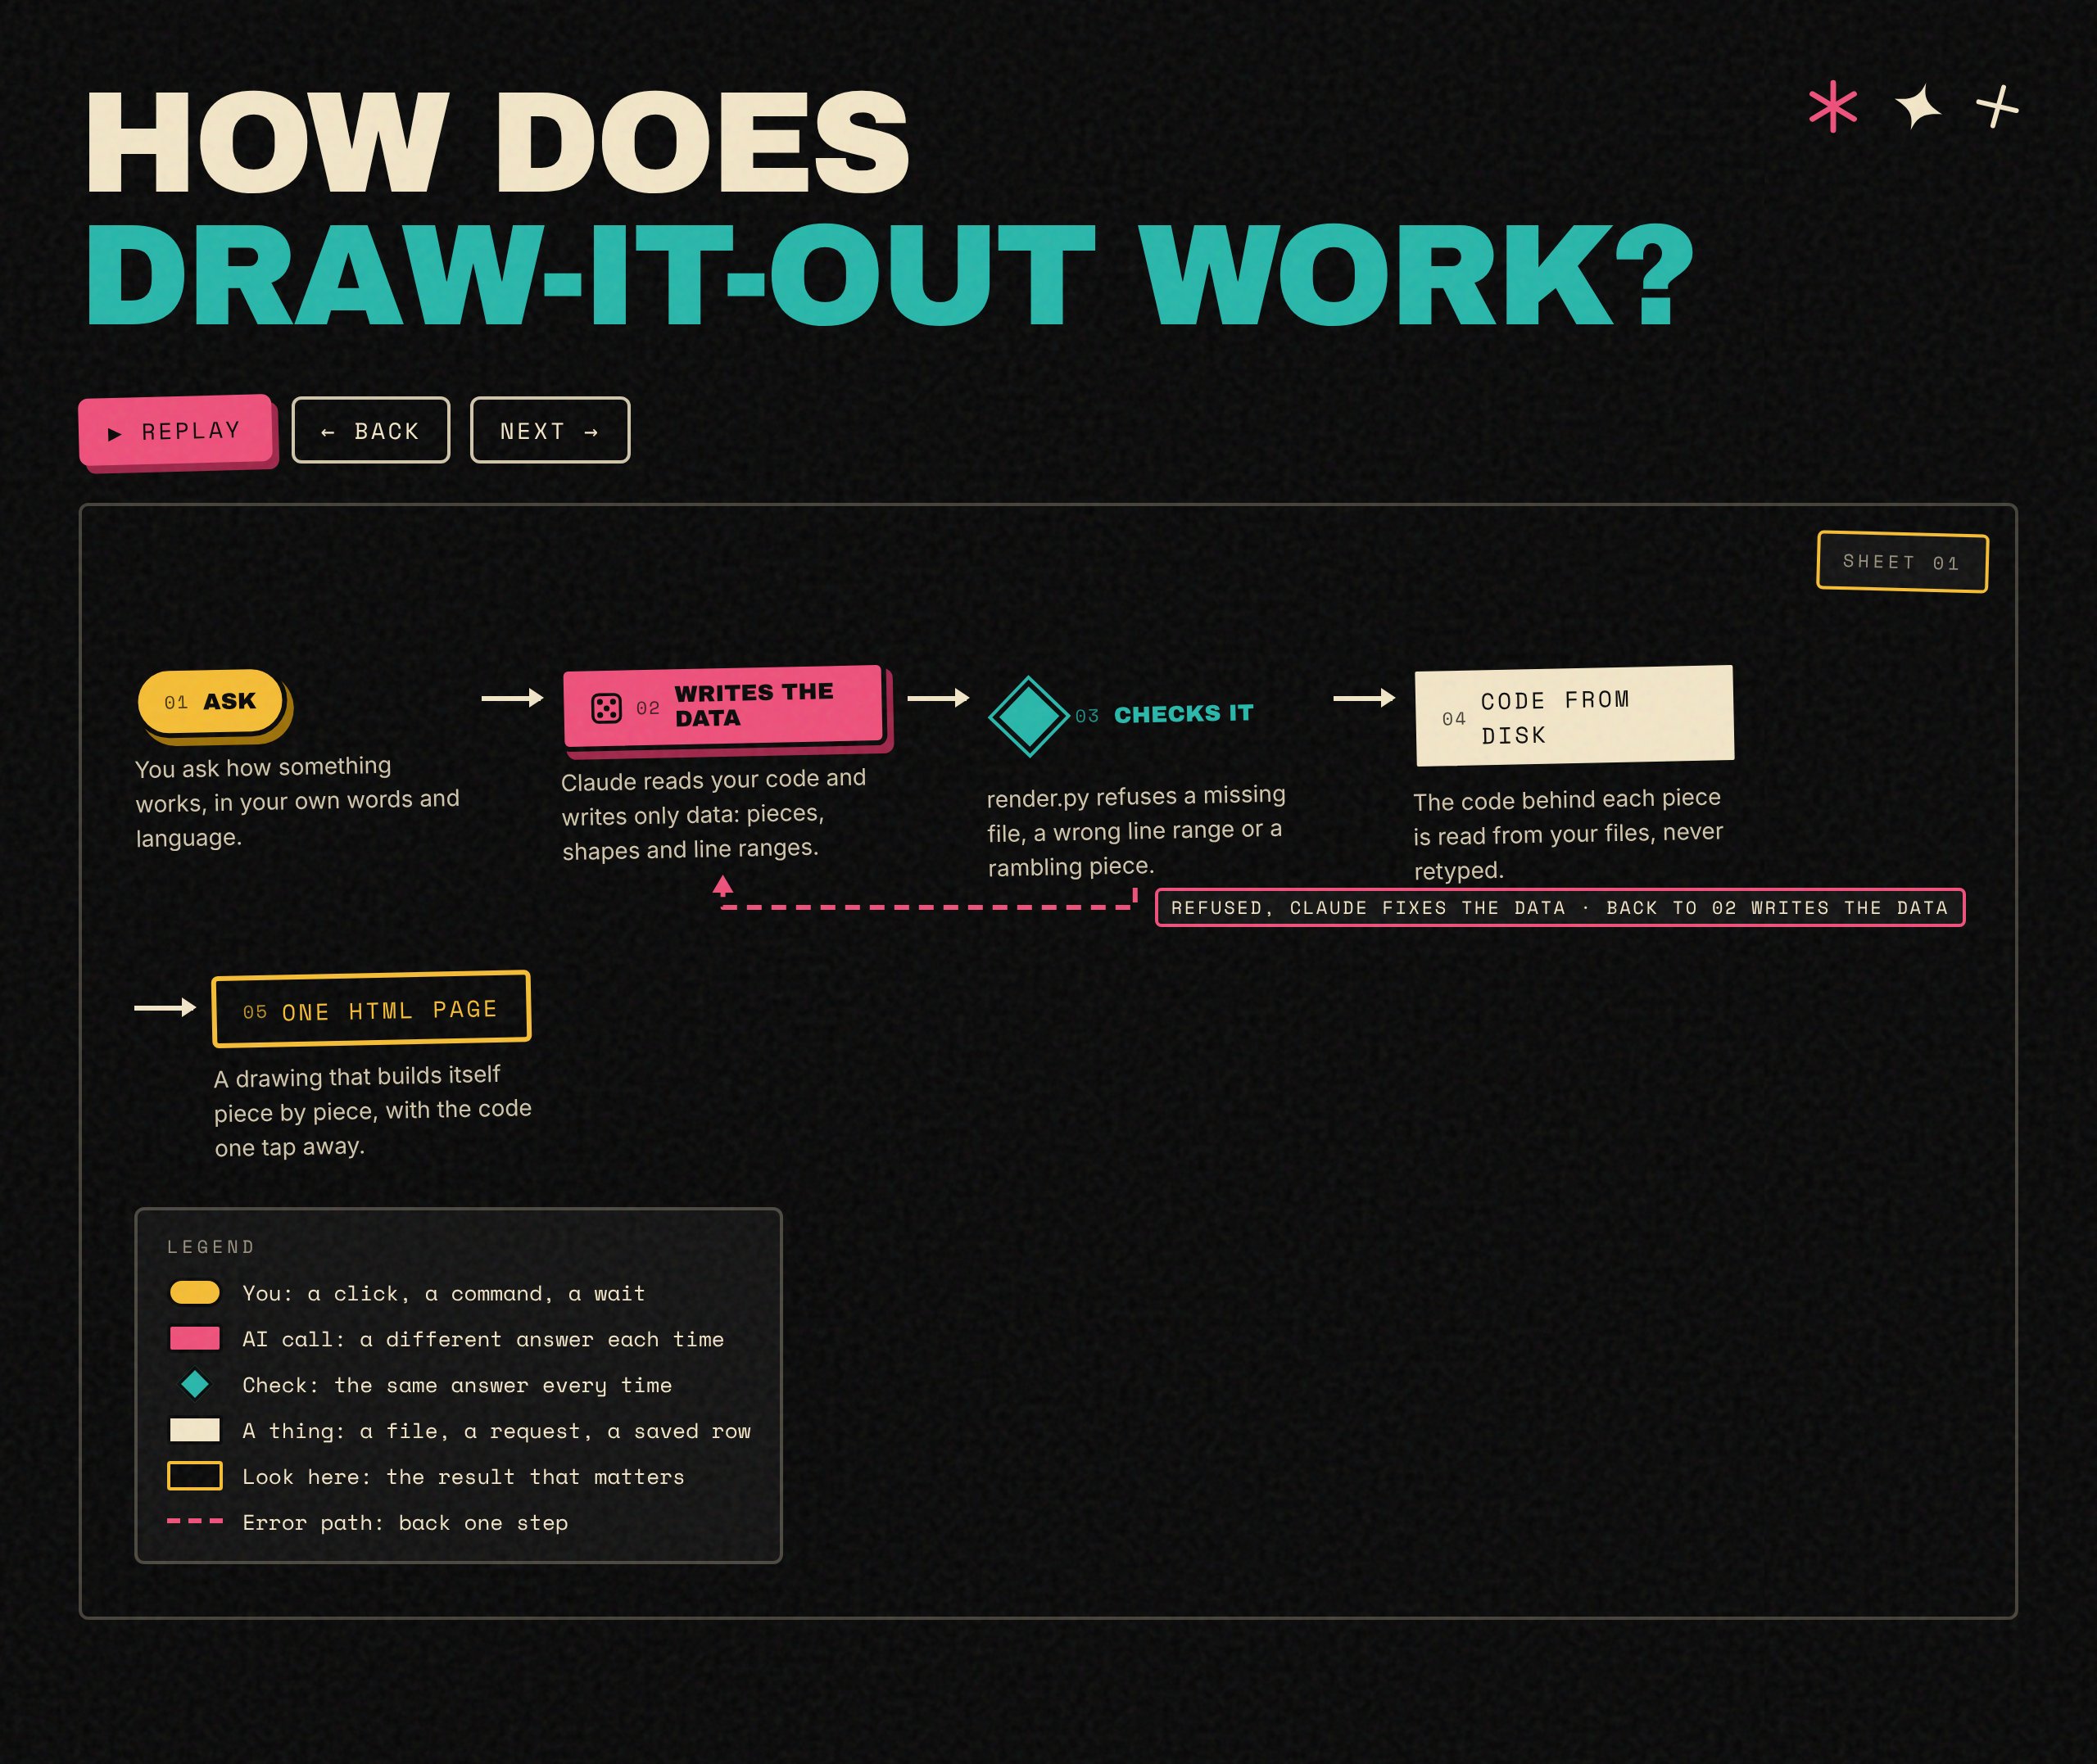 HOW DOES
DRAW-IT-OUT WORK?
▶ REPLAY
← BACK
NEXT →
SHEET 01
01 ASK
You ask how something
works, in your own words and
language.
02 WRITES THE
DATA
Claude reads your code and
writes only data: pieces,
shapes and line ranges.
03 CHECKS IT
render.py refuses a missing
file, a wrong line range or a
rambling piece.
04 CODE FROM
DISK
The code behind each piece
is read from your files, never
retyped.
REFUSED, CLAUDE FIXES THE DATA · BACK TO 02 WRITES THE DATA
05 ONE HTML PAGE
A drawing that builds itself
piece by piece, with the code
one tap away.
LEGEND
You: a click, a command, a wait
AI call: a different answer each time
Check: the same answer every time
A thing: a file, a request, a saved row
Look here: the result that matters
Error path: back one step